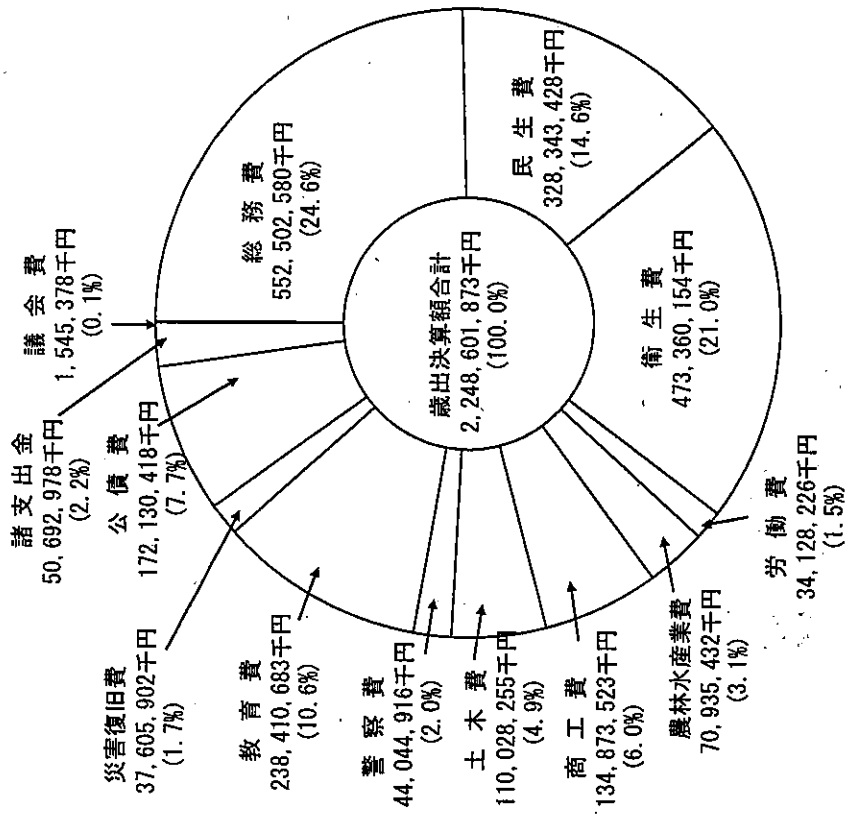 議会費
1,545,378千円
(0.1%)
総務費
552,502,580千円
(24.6%)
民生費
328,343,428千円
(14.6%)
衛生費
473,360,154千円
(21.0%)
労働費
34,128,226千円
(1.5%)
農林水産業費
70,935,432千円
(3.1%)
商工費
134,873,523千円
(6.0%)
土木費
110,028,255千円
(4.9%)
警察費
44,044,916千円
(2.0%)
教育費
238,410,683千円
(10.6%)
災害復旧費
37,605,902千円
(1.7%)
公債費
172,130,418千円
(7.7%)
諸支出金
50,692,978千円
(2.2%)
歳出決算額合計
2,248,601,873千円
(100.0%)